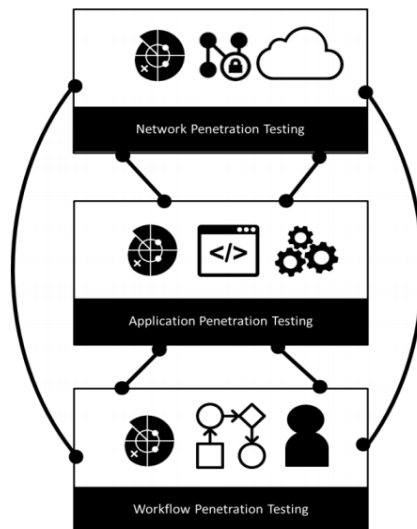 Network Penetration Testing
</>
Application Penetration Testing
Workflow Penetration Testing